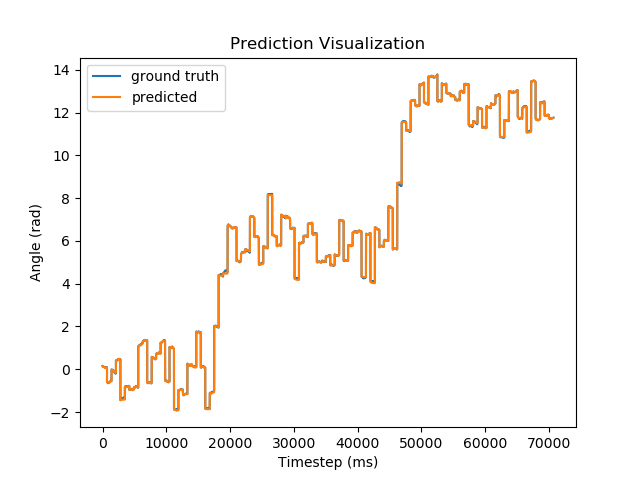 Prediction Visualization
ground truth
predicted
14
12
10
8
6
4
2
0
−2
Angle (rad)
0 10000 20000 30000 40000 50000 60000 70000
Timestep (ms)